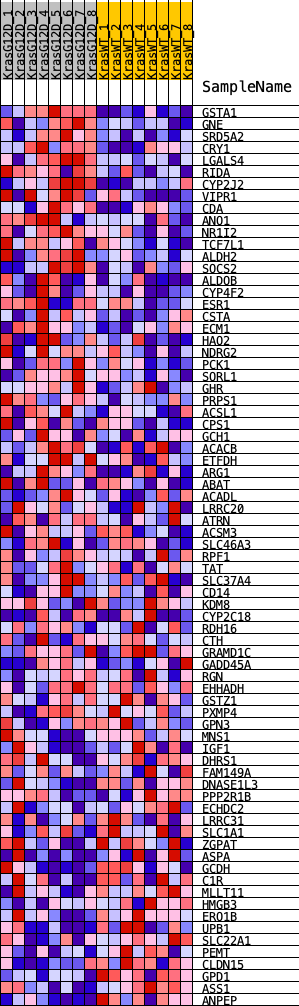 KrasG12D_1
KrasG12D_2
KrasG12D_3
KrasG12D_4
KrasG12D_5
KrasG12D_6
KrasG12D_7
KrasG12D_8
KrasWT_1
KrasWT_2
KrasWT_3
KrasWT_4
KrasWT_5
KrasWT_6
KrasWT_7
KrasWT_8
SampleName
GSTA1
GNE
SRD5A2
CRY1
LGALS4
RIDA
CYP2J2
VIPR1
CDA
ANO1
NR1I2
TCF7L1
ALDH2
SOCS2
ALDOB
CYP4F2
ESR1
CSTA
ECM1
HAO2
NDRG2
PCK1
SORL1
GHR
PRPS1
ACSL1
CPS1
GCH1
ACACB
ETFDH
ARG1
ABAT
ACADL
LRRC20
ATRN
ACSM3
SLC46A3
RPF1
TAT
SLC37A4
CD14
KDM8
CYP2C18
RDH16
CTH
GRAMD1C
GADD45A
RGN
EHHADH
GSTZ1
PXMP4
GPN3
MNS1
IGF1
DHRS1
FAM149A
DNASE1L3
PPP2R1B
ECHDC2
LRRC31
SLC1A1
ZGPAT
ASPA
GCDH
C1R
MLLT11
HMGB3
ERO1B
UPB1
SLC22A1
PEMT
CLDN15
GPD1
ASS1
ANPEP